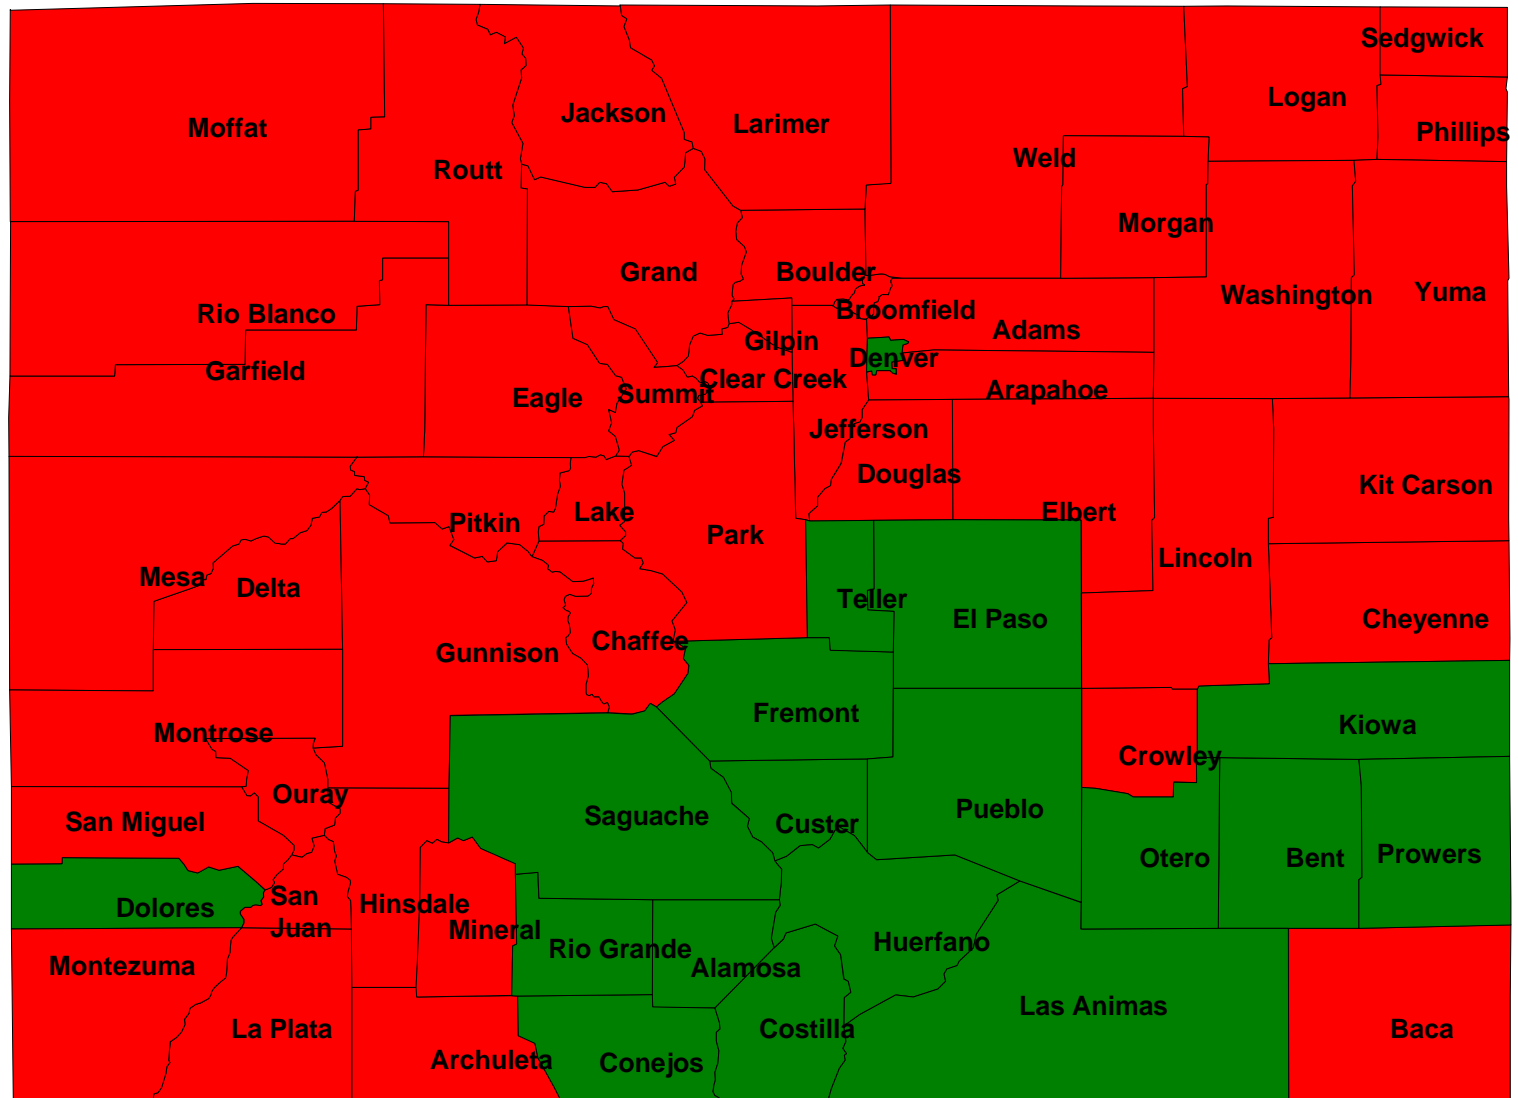 Sedgwick
Logan
Jackson
Larimer
Moffat
Phillips
Weld
Routt
Morgan
Grand
Boulder
Yuma
Washington
Broomfield
Rio Blanco
Adams
Gilpin
Denver
Garfield
Clear Creek
Arapahoe
Summit
Eagle
Jefferson
Douglas
Kit Carson
Lake
Elbert
Pitkin
Park
Lincoln
Mesa
Delta
Teller
El Paso
Cheyenne
Chaffee
Gunnison
Fremont
Kiowa
Montrose
Crowley
Ouray
Pueblo
Saguache
San Miguel
Custer
Prowers
Otero
Bent
San
Juan
Hinsdale
Dolores
Mineral
Huerfano
Rio Grande
Montezuma
Alamosa
Las Animas
La Plata
Costilla
Baca
Archuleta
Conejos